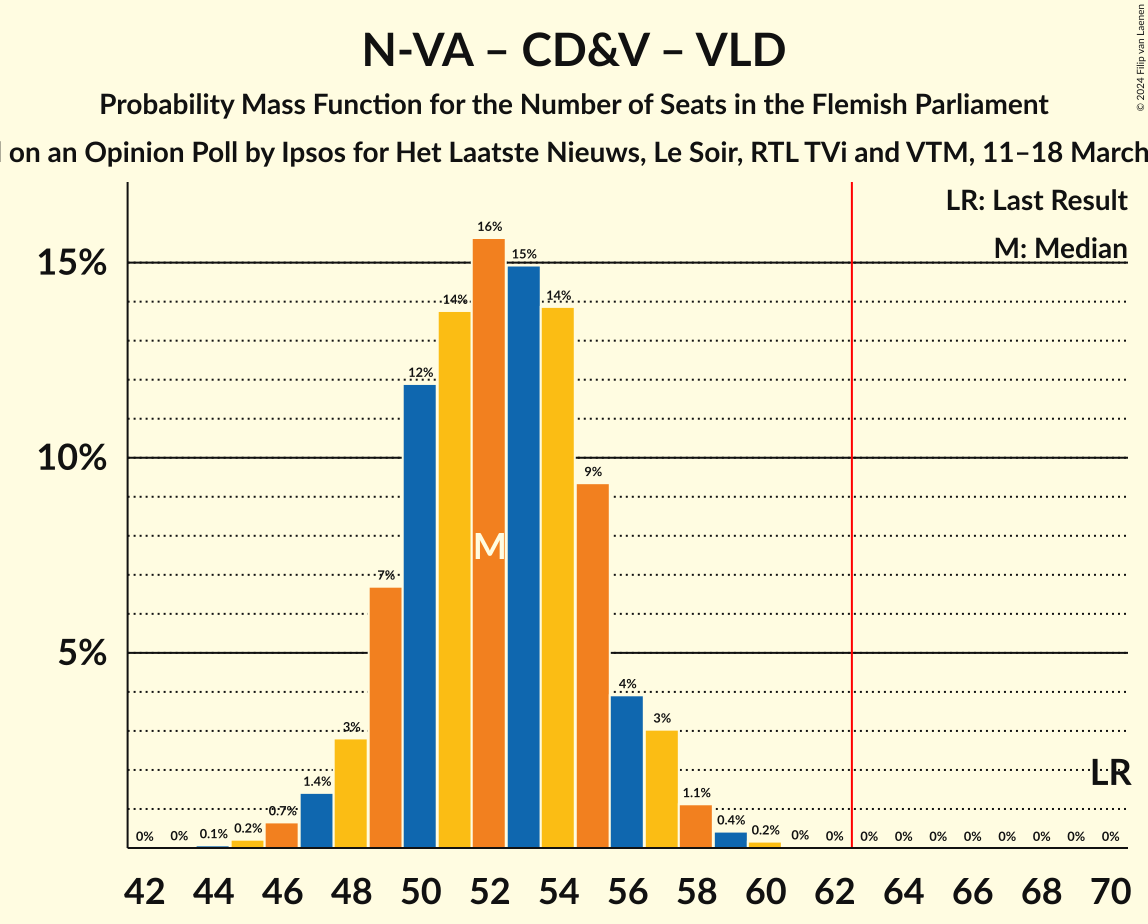 N-VA – CD&V – VLD
Probability Mass Function for the Number of Seats in the Flemish Parliament
on an Opinion Poll by Ipsos for Het Laatste Nieuws, Le Soir, RTL TVi and VTM, 11–18 March
© 2024 Filip van Laenen
LR: Last Result
M: Median
15%
10%
5%
0% 0% 0.1% 0.2% 0.7% 1.4% 3% 7% 12% 14% 16% 15% 14% 9% 4% 3% 1.1% 0.4% 0.2% 0% 0% 0% 0% 0% 0% 0% 0% 0% 0%
M
LR
42 44 46 48 50 52 54 56 58 60 62 64 66 68 70